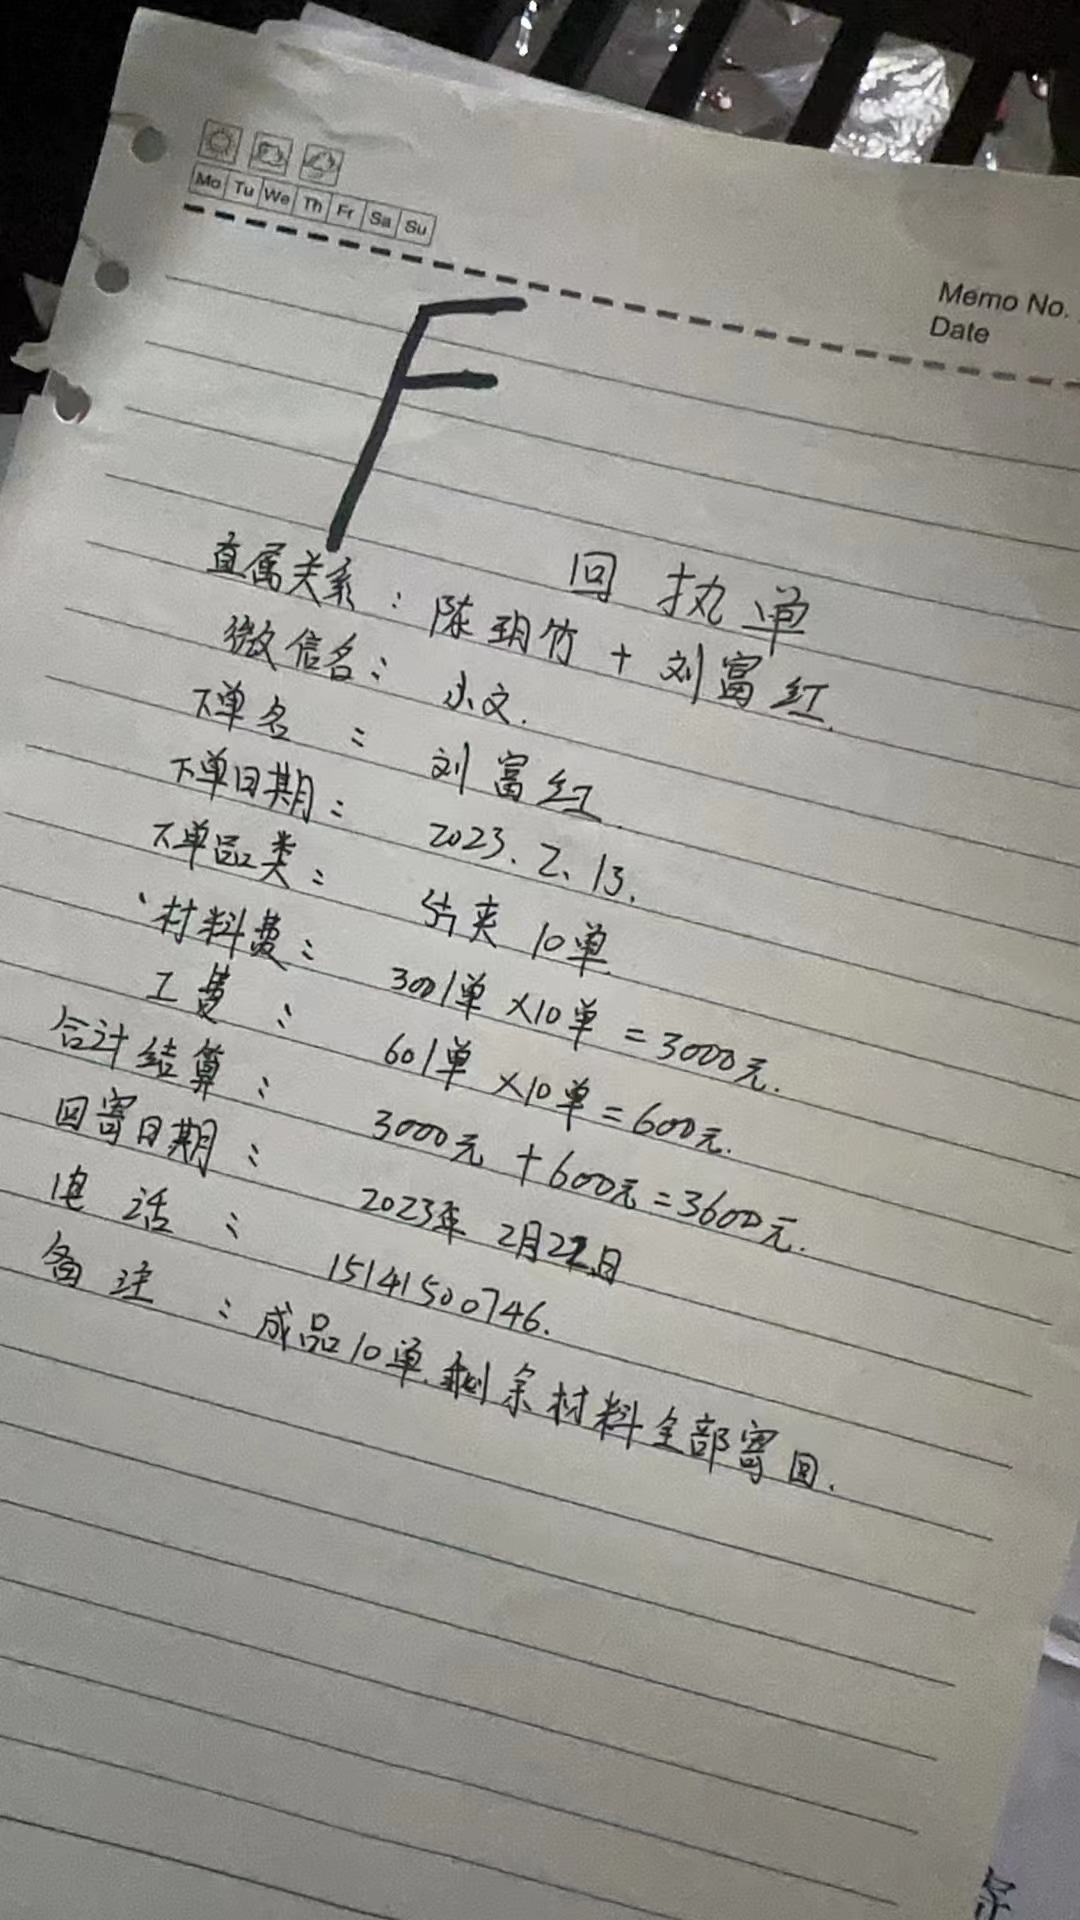 Mo Tu We Th Fr Sa Su
Memo No.
Date
F
回执单
直属关系：陈玥竹+刘富红.
微信名：小文.
下单名：刘富红.
下单日期：2023.2.13.
下单品类：夹 10单
材料费：300/单×10单=3000元.
工费：60/单×10单=600元.
合计结算：3000元+600元=3600元.
回寄日期：2023年2月22日
电话：15141500746.
备注：成品10单.剩余材料全部寄回.